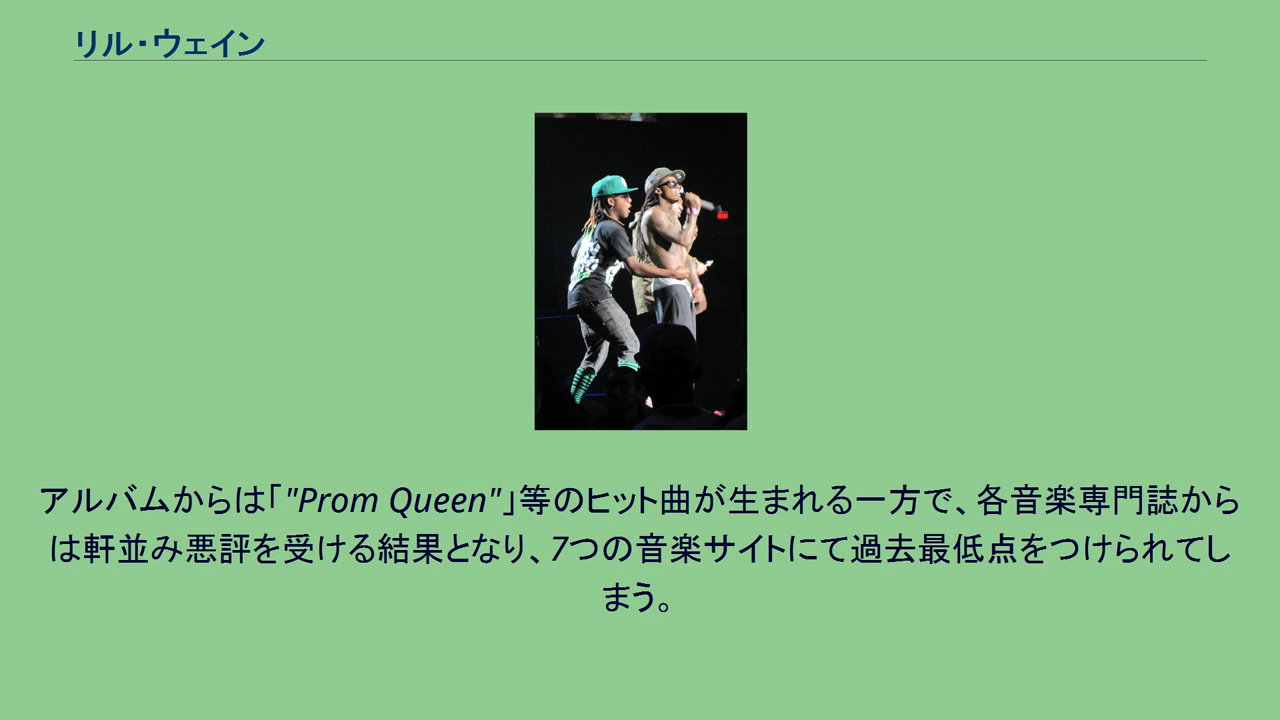 リル・ウェイン
アルバムからは｢"Prom Queen"｣等のヒット曲が生まれる一方で、各音楽専門誌から
は軒並み悪評を受ける結果となり、7つの音楽サイトにて過去最低点をつけられてし
まう。